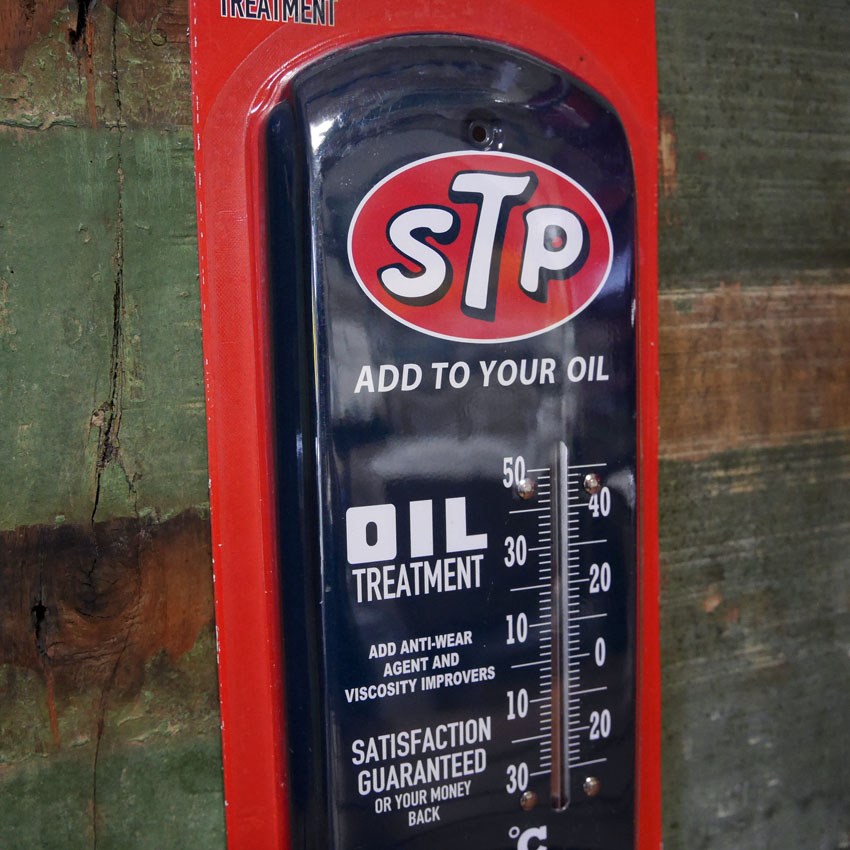 TREATMENT
STP
ADD TO YOUR OIL
50
40
OIL
30
TREATMENT
20
10
ADD ANTI-WEAR
0
AGENT AND
VISCOSITY IMPROVERS
10
20
SATISFACTION
GUARANTEED
30
OR YOUR MONEY
BACK
°C